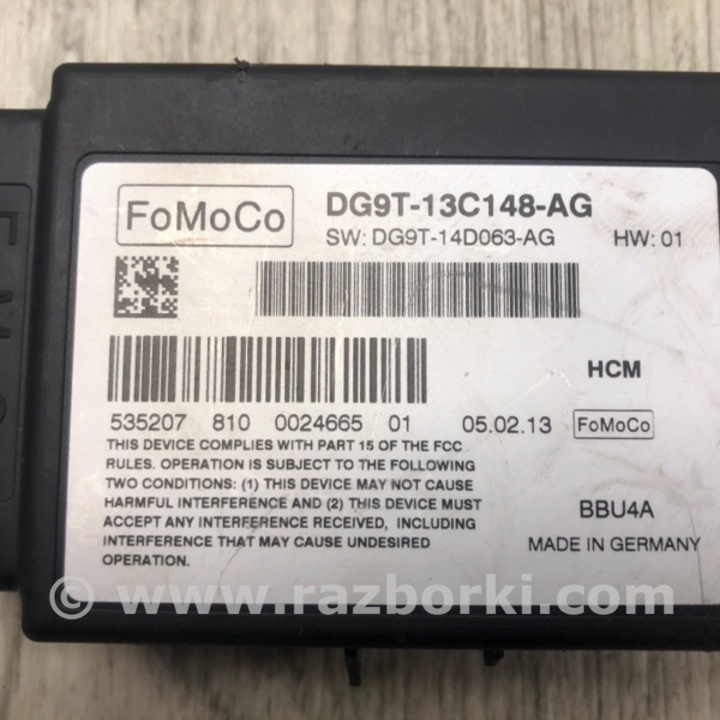 FoMoCo
DG9T-13C148-AG
SW: DG9T-14D063-AG HW: 01
HCM
535207 810 0024665 01 05.02.13 FoMoCo
THIS DEVICE COMPLIES WITH PART 15 OF THE FCC
RULES. OPERATION IS SUBJECT TO THE FOLLOWING
TWO CONDITIONS: (1) THIS DEVICE MAY NOT CAUSE
HARMFUL INTERFERENCE AND (2) THIS DEVICE MUST
ACCEPT ANY INTERFERENCE RECEIVED, INCLUDING
INTERFERENCE THAT MAY CAUSE UNDESIRED
OPERATION.
BBU4A
MADE IN GERMANY
© www.razborki.com